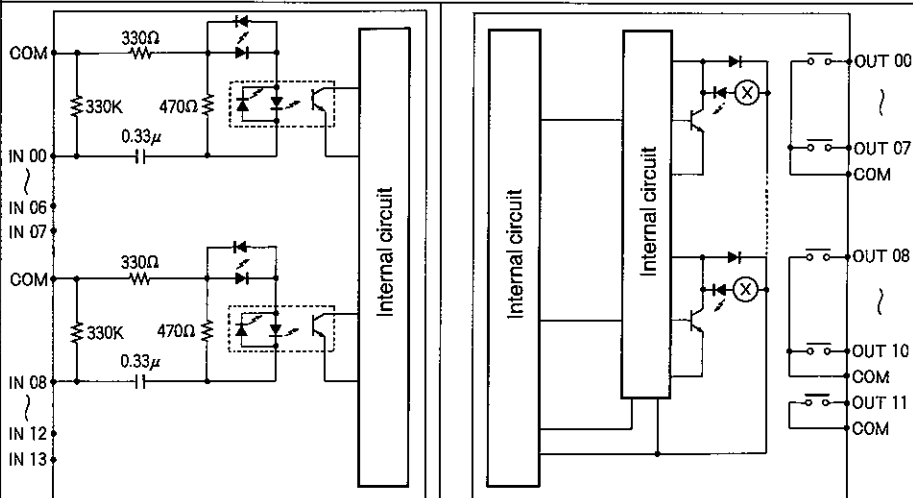 COM
330Ω
330K
470Ω
0.33μ
IN 00
IN 06
IN 07
COM
330Ω
330K
470Ω
0.33μ
IN 08
IN 12
IN 13
Internal circuit
Internal circuit
Internal circuit
X
X
OUT 00
OUT 07
COM
OUT 08
OUT 10
COM
OUT 11
COM